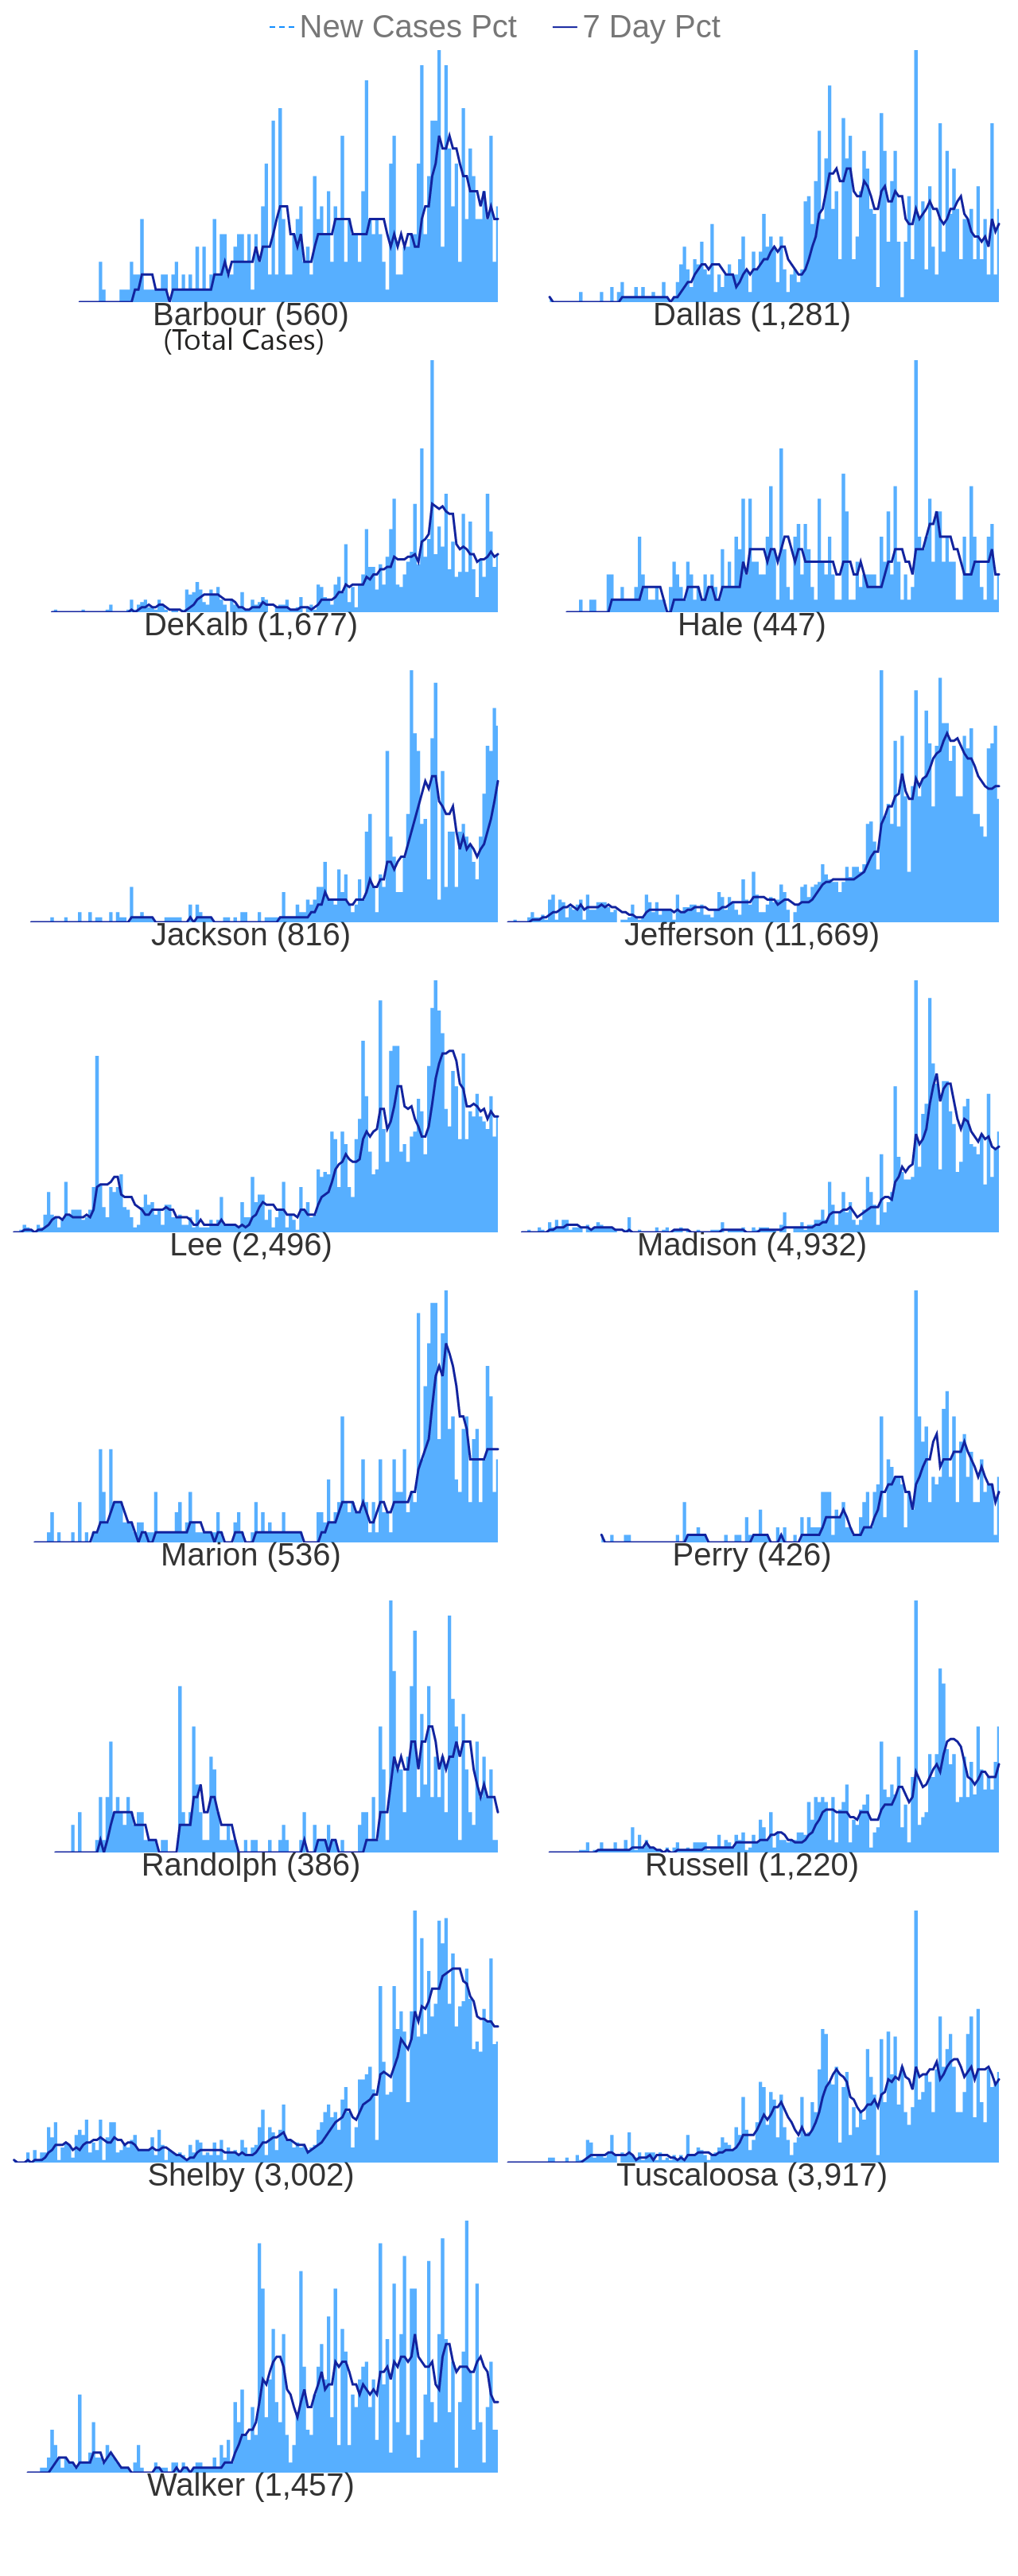 New Cases Pct 7 Day Pct
Barbour (560) Dallas (1,281)
(Total Cases)
DeKalb (1,677) Hale (447)
Jackson (816) Jefferson (11,669)
Lee (2,496) Madison (4,932)
Marion (536) Perry (426)
Randolph (386) Russell (1,220)
Shelby (3,002) Tuscaloosa (3,917)
Walker (1,457)